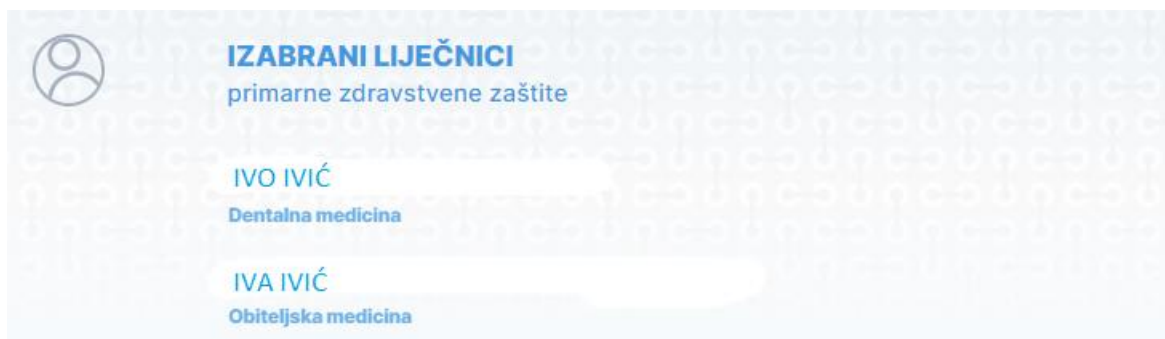 IZABRANI LIJEČNICI
primarne zdravstvene zaštite
IVO IVIĆ
Dentalna medicina
IVA IVIĆ
Obiteljska medicina